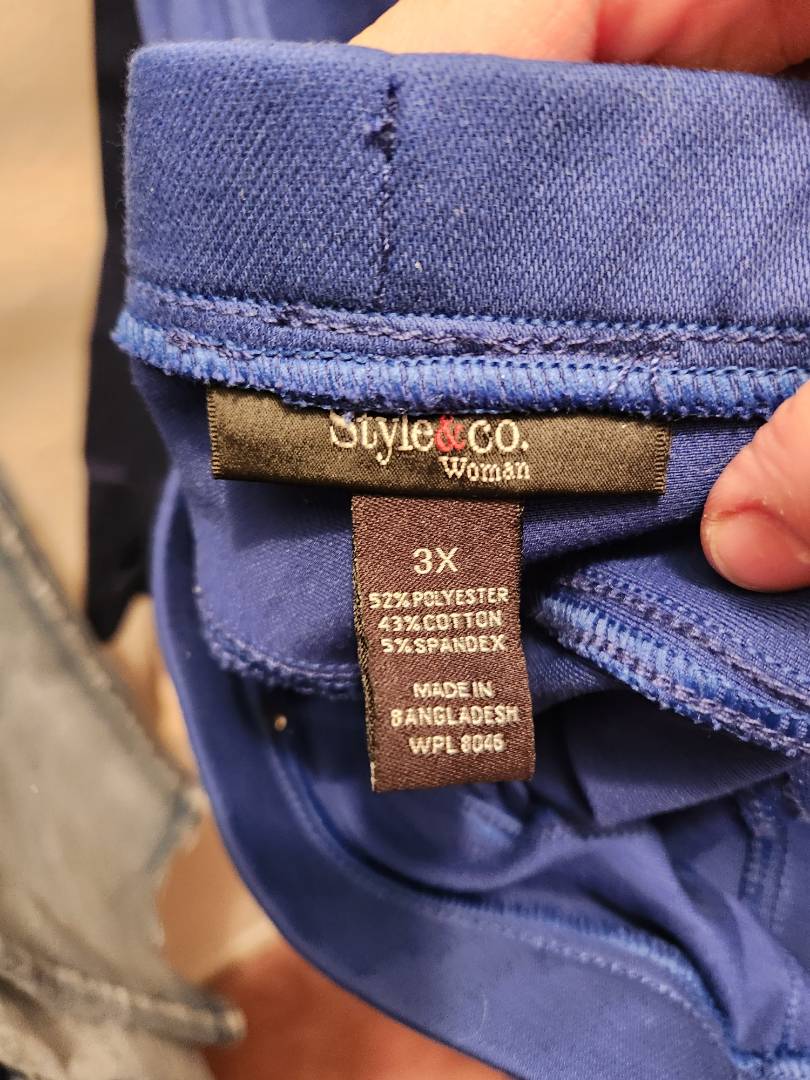 Style&co.
Woman
3X
52% POLYESTER
43% COTTON
5% SPANDEX
MADE IN
BANGLADESH
WPL 8046